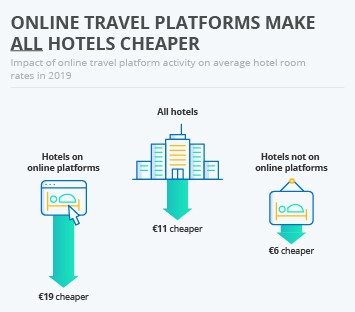 ONLINE TRAVEL PLATFORMS MAKE
ALL HOTELS CHEAPER
Impact of online travel platform activity on average hotel room
rates in 2019
All hotels
Hotels on
online platforms
Hotels not on
online platforms
€11 cheaper
€6 cheaper
€19 cheaper